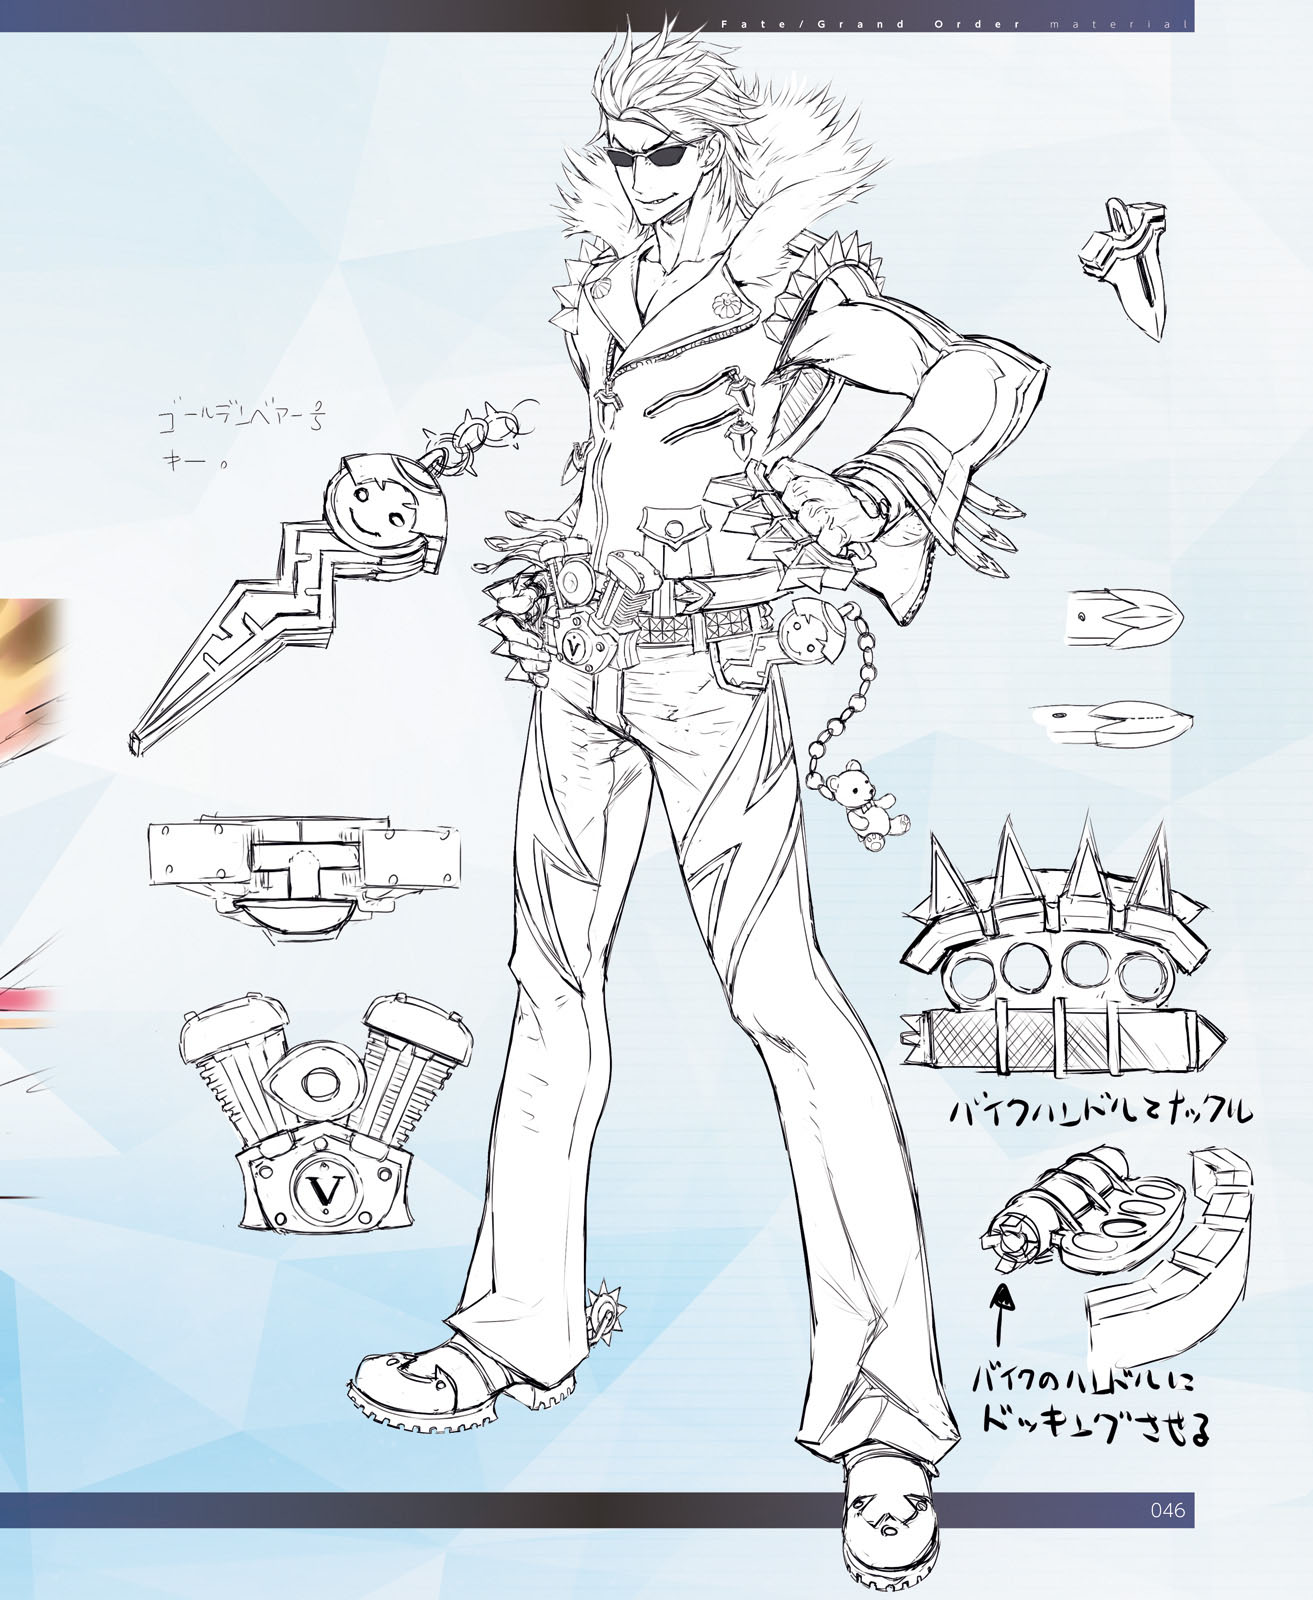 Fate/Grand Order material
ゴールデンベアー号
キー。
V
V
バイクハンドルでナックル
バイクのハンドルに
ドッキングさせる
046